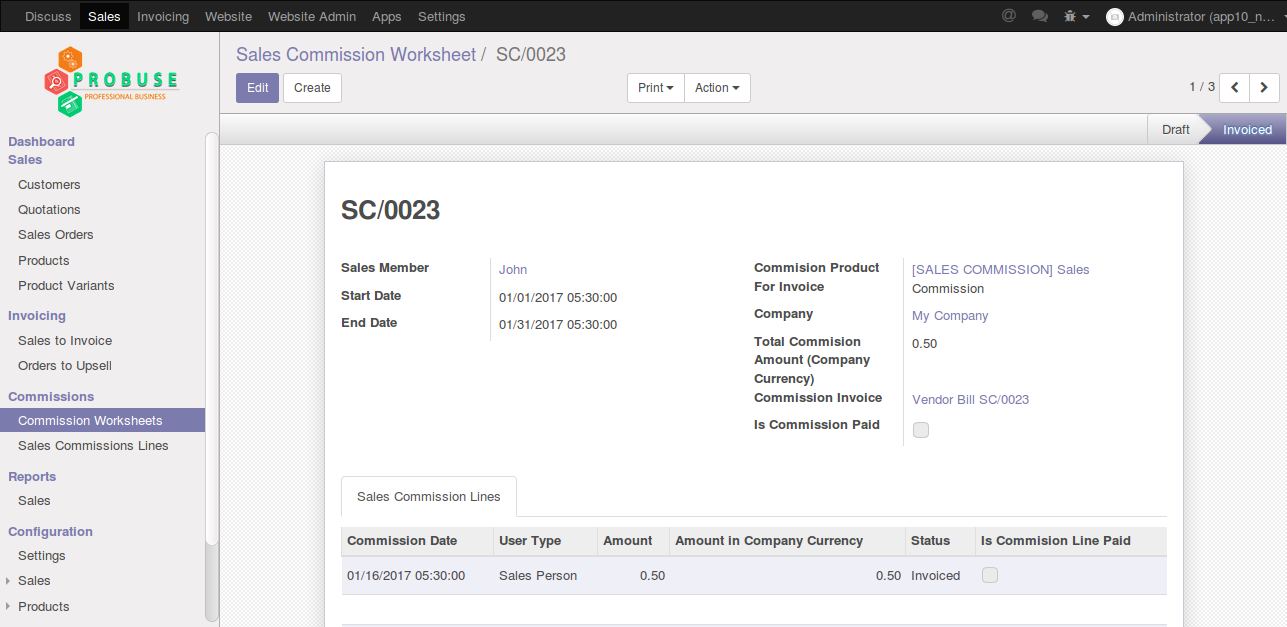 Discuss Sales Invoicing Website Website Admin Apps Settings @ Administrator (app10_n...
PROBUSE
PROFESSIONAL BUSINESS
Sales Commission Worksheet / SC/0023
Edit Create Print Action 1 / 3
Draft Invoiced
Dashboard
Sales
Customers
Quotations
Sales Orders
Products
Product Variants
Invoicing
Sales to Invoice
Orders to Upsell
Commissions
Commission Worksheets
Sales Commissions Lines
Reports
Sales
Configuration
Settings
Sales
Products
SC/0023
Sales Member John
Start Date 01/01/2017 05:30:00
End Date 01/31/2017 05:30:00
Commision Product [SALES COMMISSION] Sales
For Invoice Commission
Company My Company
Total Commision 0.50
Amount (Company
Currency)
Commission Invoice Vendor Bill SC/0023
Is Commission Paid
Sales Commission Lines
Commission Date User Type Amount Amount in Company Currency Status Is Commision Line Paid
01/16/2017 05:30:00 Sales Person 0.50 0.50 Invoiced